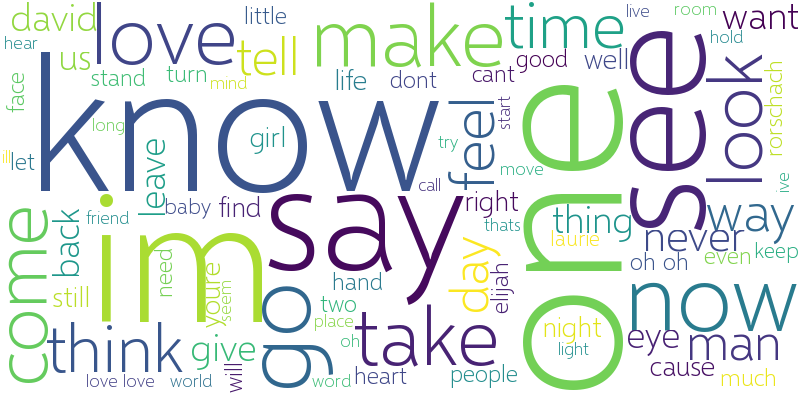 david
love
little
make
time
live
room
want
hear
us
tell
good
well
hold
face
stand
turn
mind
life
dont
cant
see
look
rorschach
know
long
girl
feel
start
one
ill
let
leave
try
move
call
ive
baby
find
say
right
thing
way
come
back
friend
im
thats
laurie
never
day
elijah
oh oh
even
keep
still
need
youre
seem
go
hand
two
place
oh
now
night
light
eye
man
think
give
will
take
heart
people
word
cause
much
love love
world